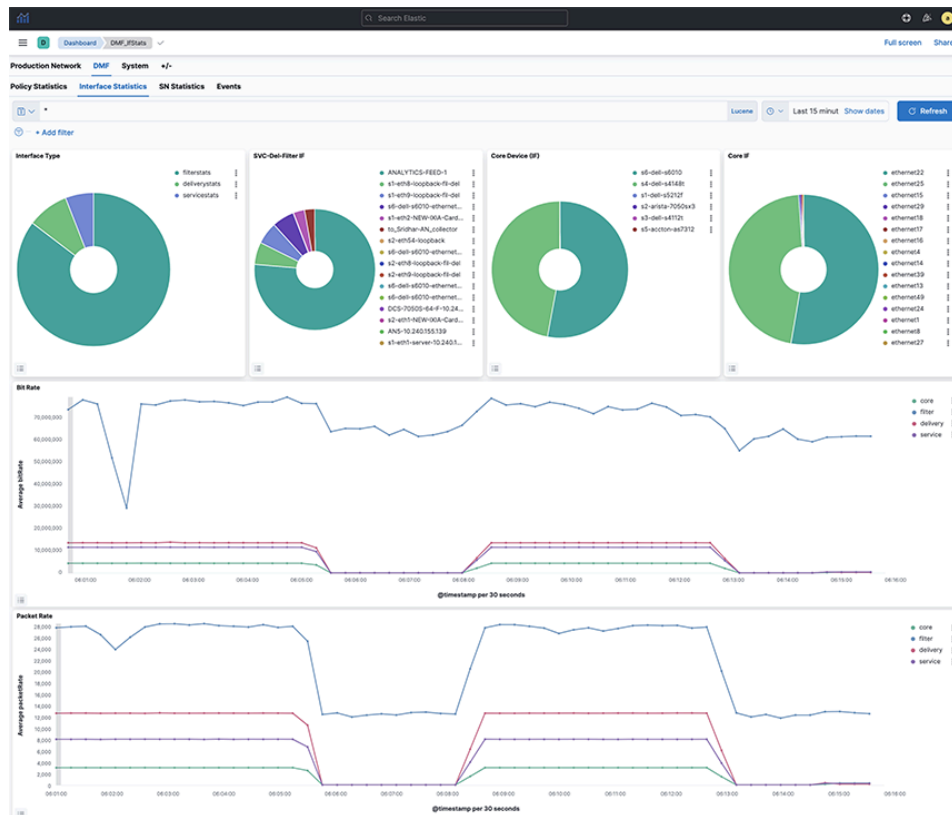 Search Elastic
D Dashboard DMF_IfStats Full screen Share
Production Network DMF System +/-
Policy Statistics Interface Statistics SN Statistics Events
* Lucene Last 15 minut Show dates Refresh
+ Add filter
Interface Type
filterstats
deliverystats
servicestats
SVC-Del-Filter IF
ANALYTICS-FEED-1
s1-eth8-loopback-fil-del
s1-eth9-loopback-fil-del
s6-dell-s6010-ethernet...
s1-eth2-NEW-IXIA-Card...
to_Sridhar-AN_collector
s2-eth54-loopback
s6-dell-s6010-ethernet...
s2-eth8-loopback-fil-del
s2-eth9-loopback-fil-del
s6-dell-s6010-ethernet...
s6-dell-s6010-ethernet...
DCS-7050S-64-F-10.24...
s2-eth1-NEW-IXIA-Card...
AN5-10.240.155.139
s1-eth1-server-10.240.1...
Core Device (IF)
s6-dell-s6010
s4-dell-s4148t
s1-dell-s5212f
s2-arista-7050sx3
s3-dell-s4112t
s5-accton-as7312
Core IF
ethernet22
ethernet25
ethernet15
ethernet29
ethernet18
ethernet17
ethernet16
ethernet4
ethernet14
ethernet39
ethernet13
ethernet49
ethernet24
ethernet1
ethernet8
ethernet27
Bit Rate
Average bitRate
70,000,000
60,000,000
50,000,000
40,000,000
30,000,000
20,000,000
10,000,000
0
06:01:00 06:02:00 06:03:00 06:04:00 06:05:00 06:06:00 06:07:00 06:08:00 06:09:00 06:10:00 06:11:00 06:12:00 06:13:00 06:14:00 06:15:00 06:16:00
@timestamp per 30 seconds
core
filter
delivery
service
Packet Rate
Average packetRate
28,000
26,000
24,000
22,000
20,000
18,000
16,000
14,000
12,000
10,000
8,000
6,000
4,000
2,000
0
06:01:00 06:02:00 06:03:00 06:04:00 06:05:00 06:06:00 06:07:00 06:08:00 06:09:00 06:10:00 06:11:00 06:12:00 06:13:00 06:14:00 06:15:00 06:16:00
@timestamp per 30 seconds
core
filter
delivery
service